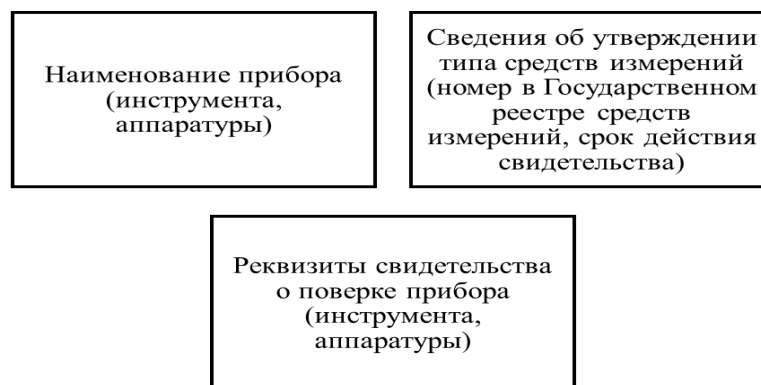 Наименование прибора
(инструмента,
аппаратуры)
Сведения об утверждении
типа средств измерений
(номер в Государственном
реестре средств
измерений, срок действия
свидетельства)
Реквизиты свидетельства
о поверке прибора
(инструмента,
аппаратуры)